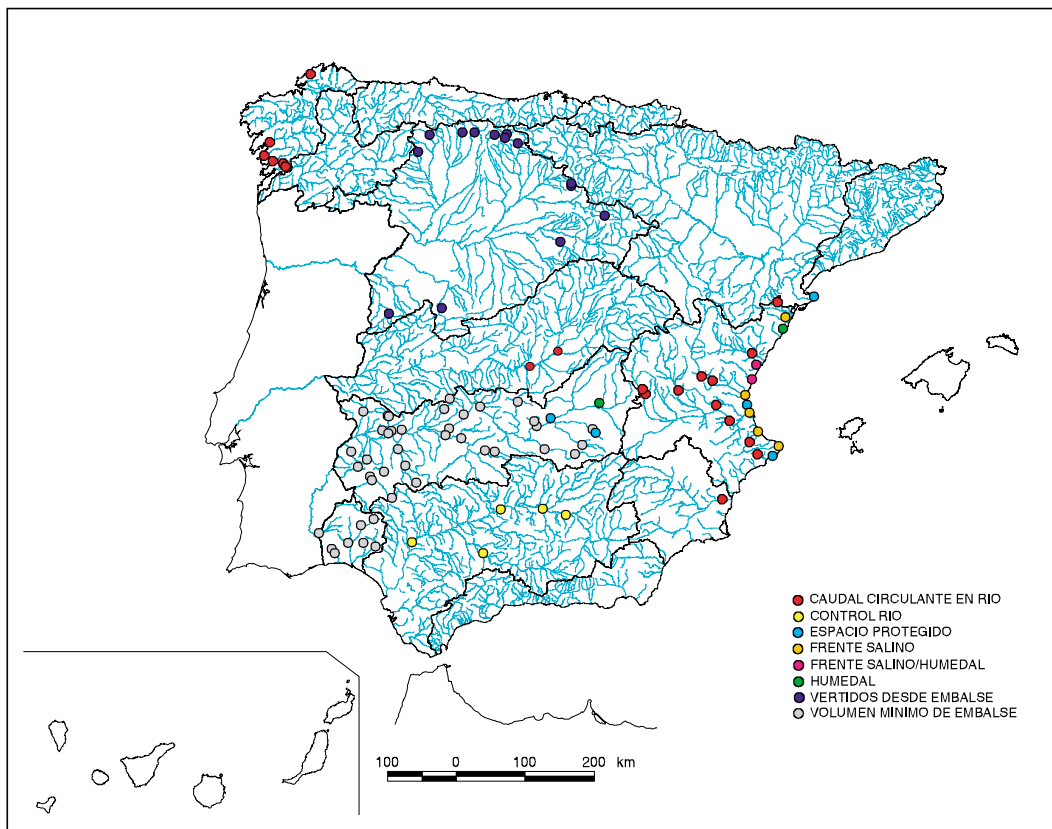 CAUDAL CIRCULANTE EN RIO
CONTROL RIO
ESPACIO PROTEGIDO
FRENTE SALINO
FRENTE SALINO/HUMEDAL
HUMEDAL
VERTIDOS DESDE EMBALSE
VOLUMEN MINIMO DE EMBALSE
100 0 100 200 km